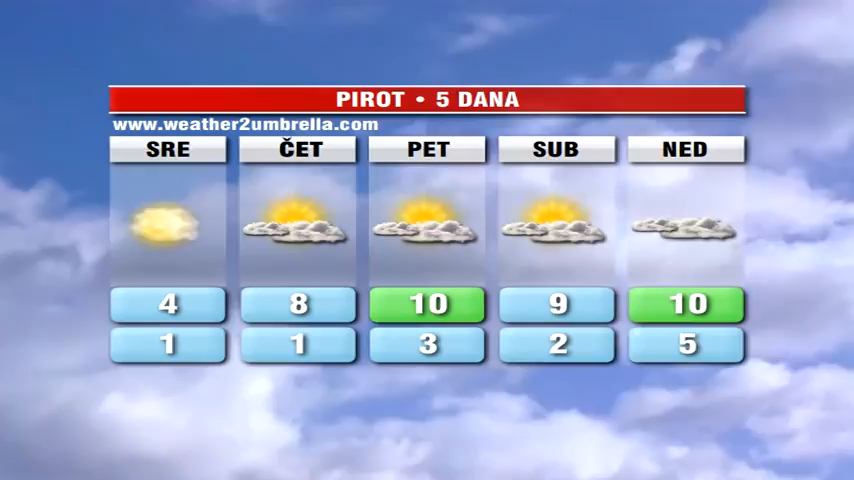 PIROT • 5 DANA
www.weather2umbrella.com
SRE ČET PET SUB NED
4 8 10 9 10
1 1 3 2 5